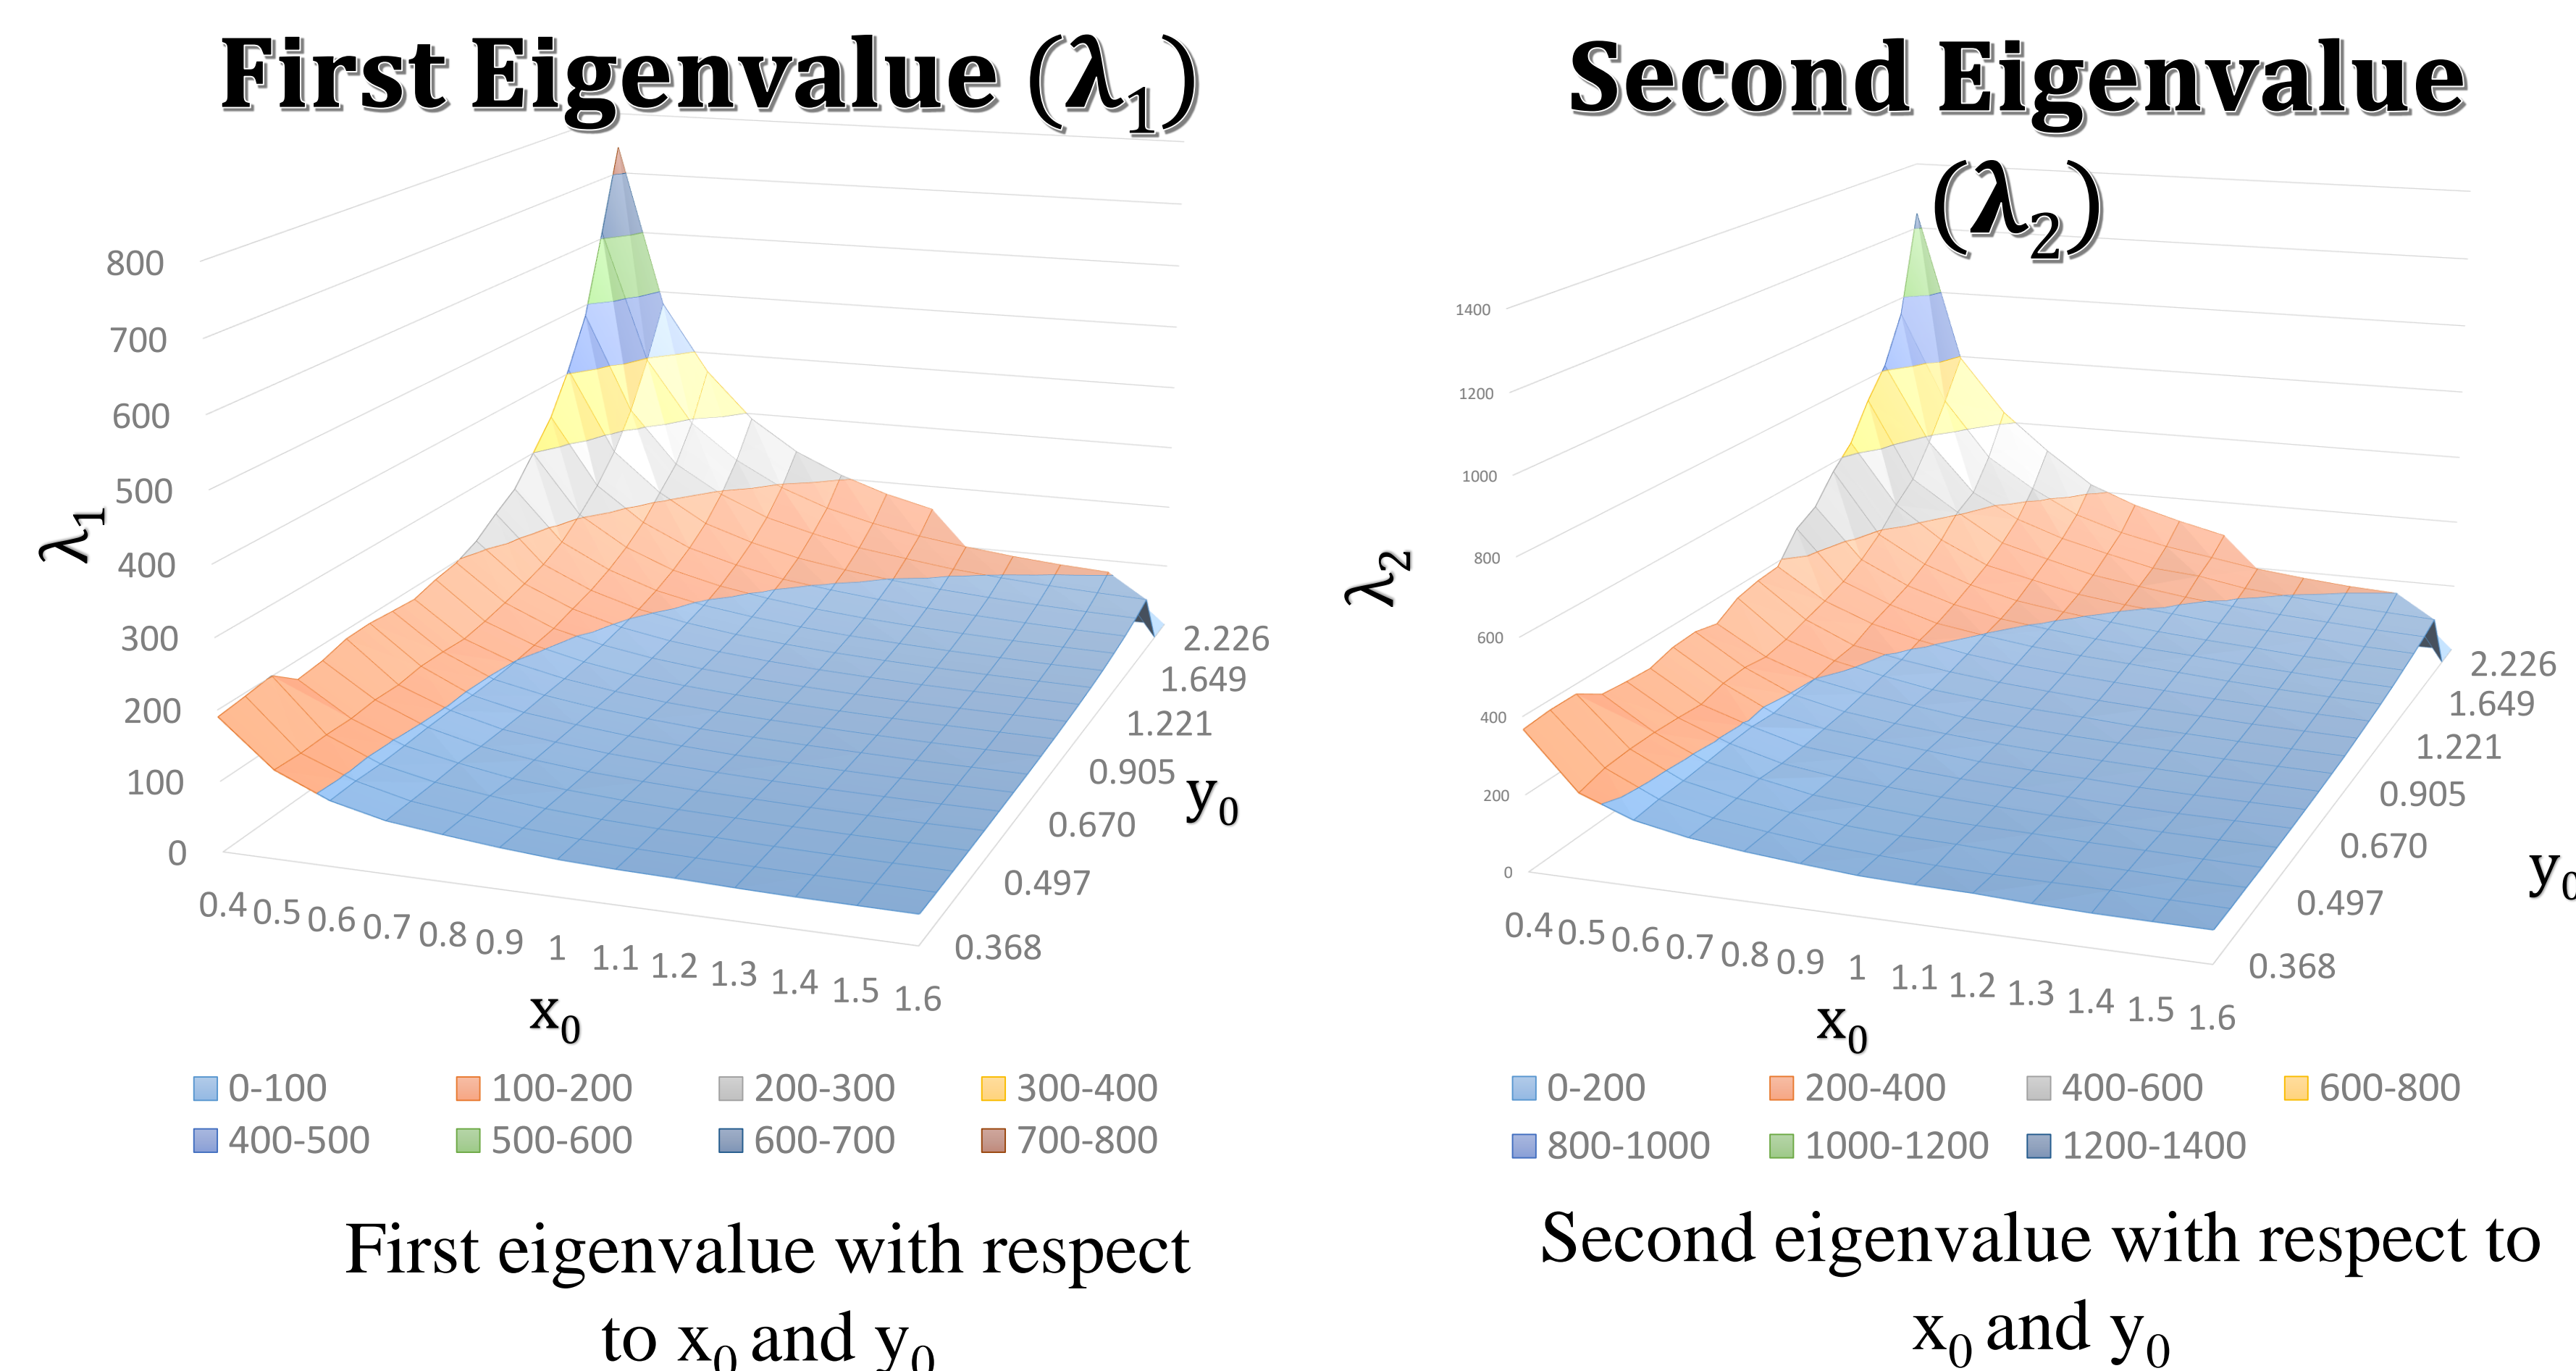 First Eigenvalue (λ₁)
800
700
600
500
400
300
200
100
0
λ₁
0.4 0.5 0.6 0.7 0.8 0.9 1 1.1 1.2 1.3 1.4 1.5 1.6
x₀
2.226
1.649
1.221
0.905
0.670
0.497
0.368
y₀
0-100 100-200 200-300 300-400
400-500 500-600 600-700 700-800
First eigenvalue with respect
to x₀ and y₀
Second Eigenvalue
(λ₂)
1400
1200
1000
800
600
400
200
0
λ₂
0.4 0.5 0.6 0.7 0.8 0.9 1 1.1 1.2 1.3 1.4 1.5 1.6
x₀
2.226
1.649
1.221
0.905
0.670
0.497
0.368
y₀
0-200 200-400 400-600 600-800
800-1000 1000-1200 1200-1400
Second eigenvalue with respect to
x₀ and y₀